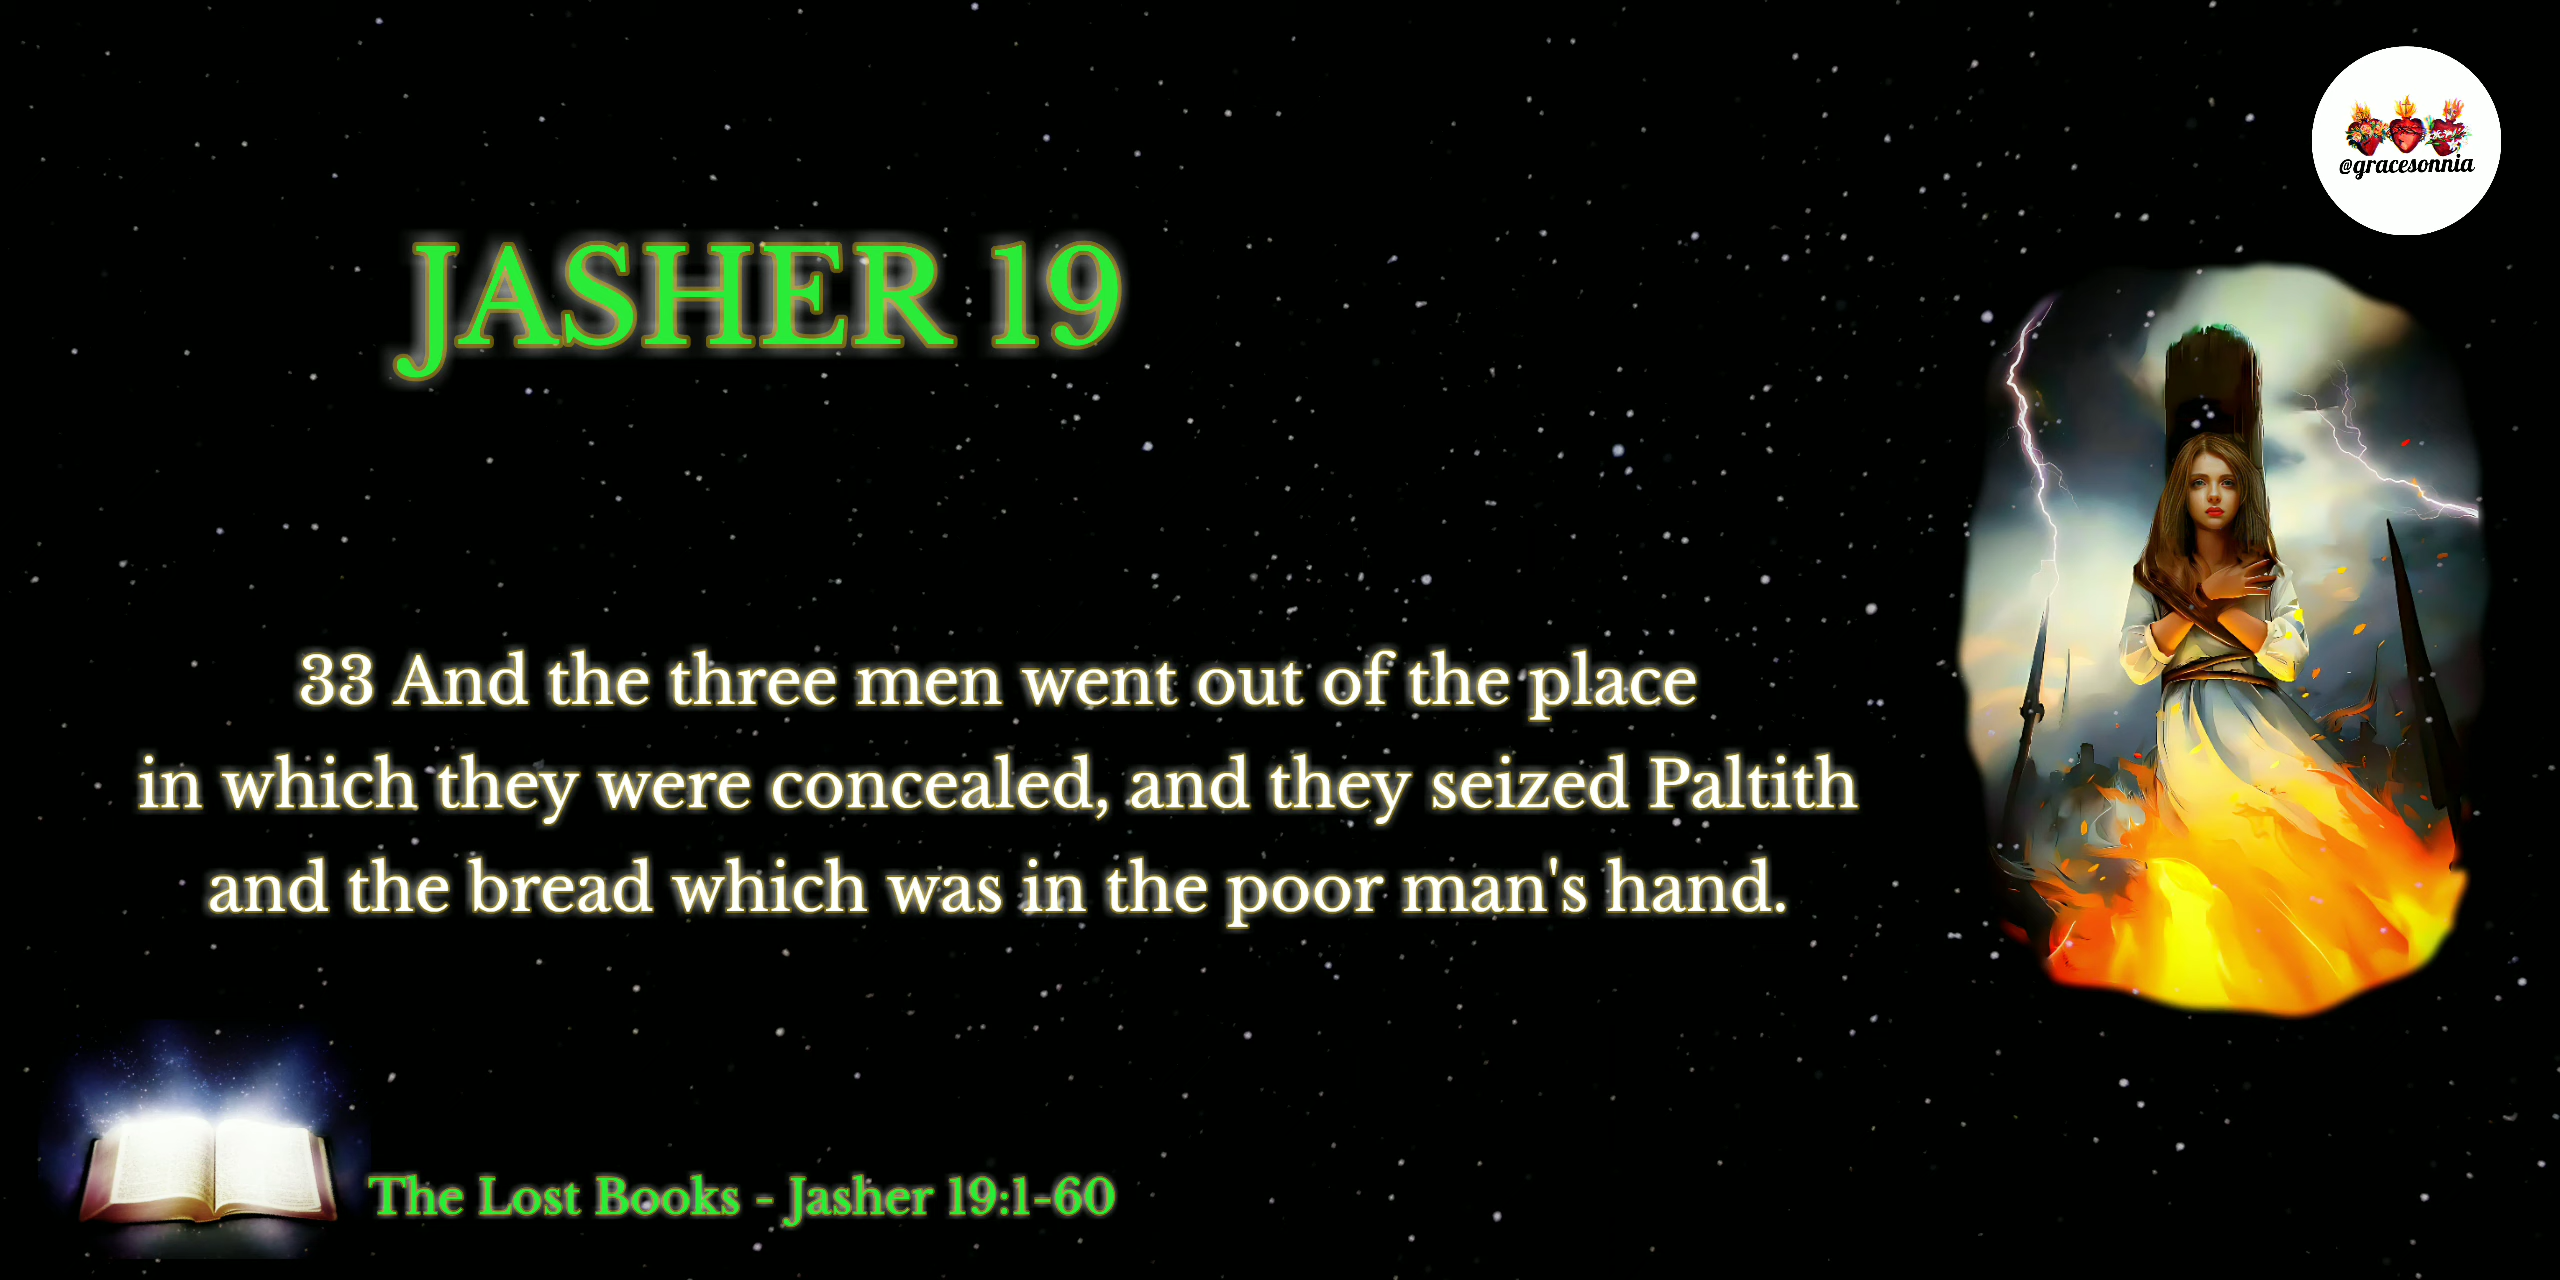 @gracesonnia
JASHER 19
33 And the three men went out of the place
in which they were concealed, and they seized Paltith
and the bread which was in the poor man's hand.
The Lost Books - Jasher 19:1-60